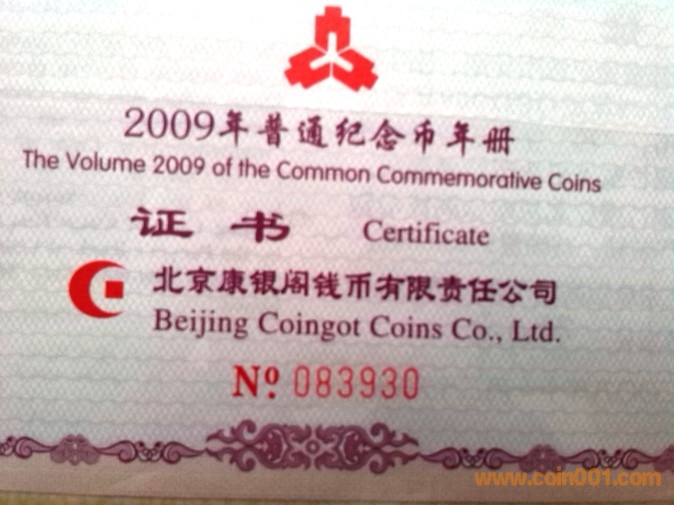 2009年普通纪念币年册
The Volume 2009 of the Common Commemorative Coins
证书 Certificate
北京康银阁钱币有限责任公司
Beijing Coingot Coins Co., Ltd.
Nº 083930
www.coin001.com